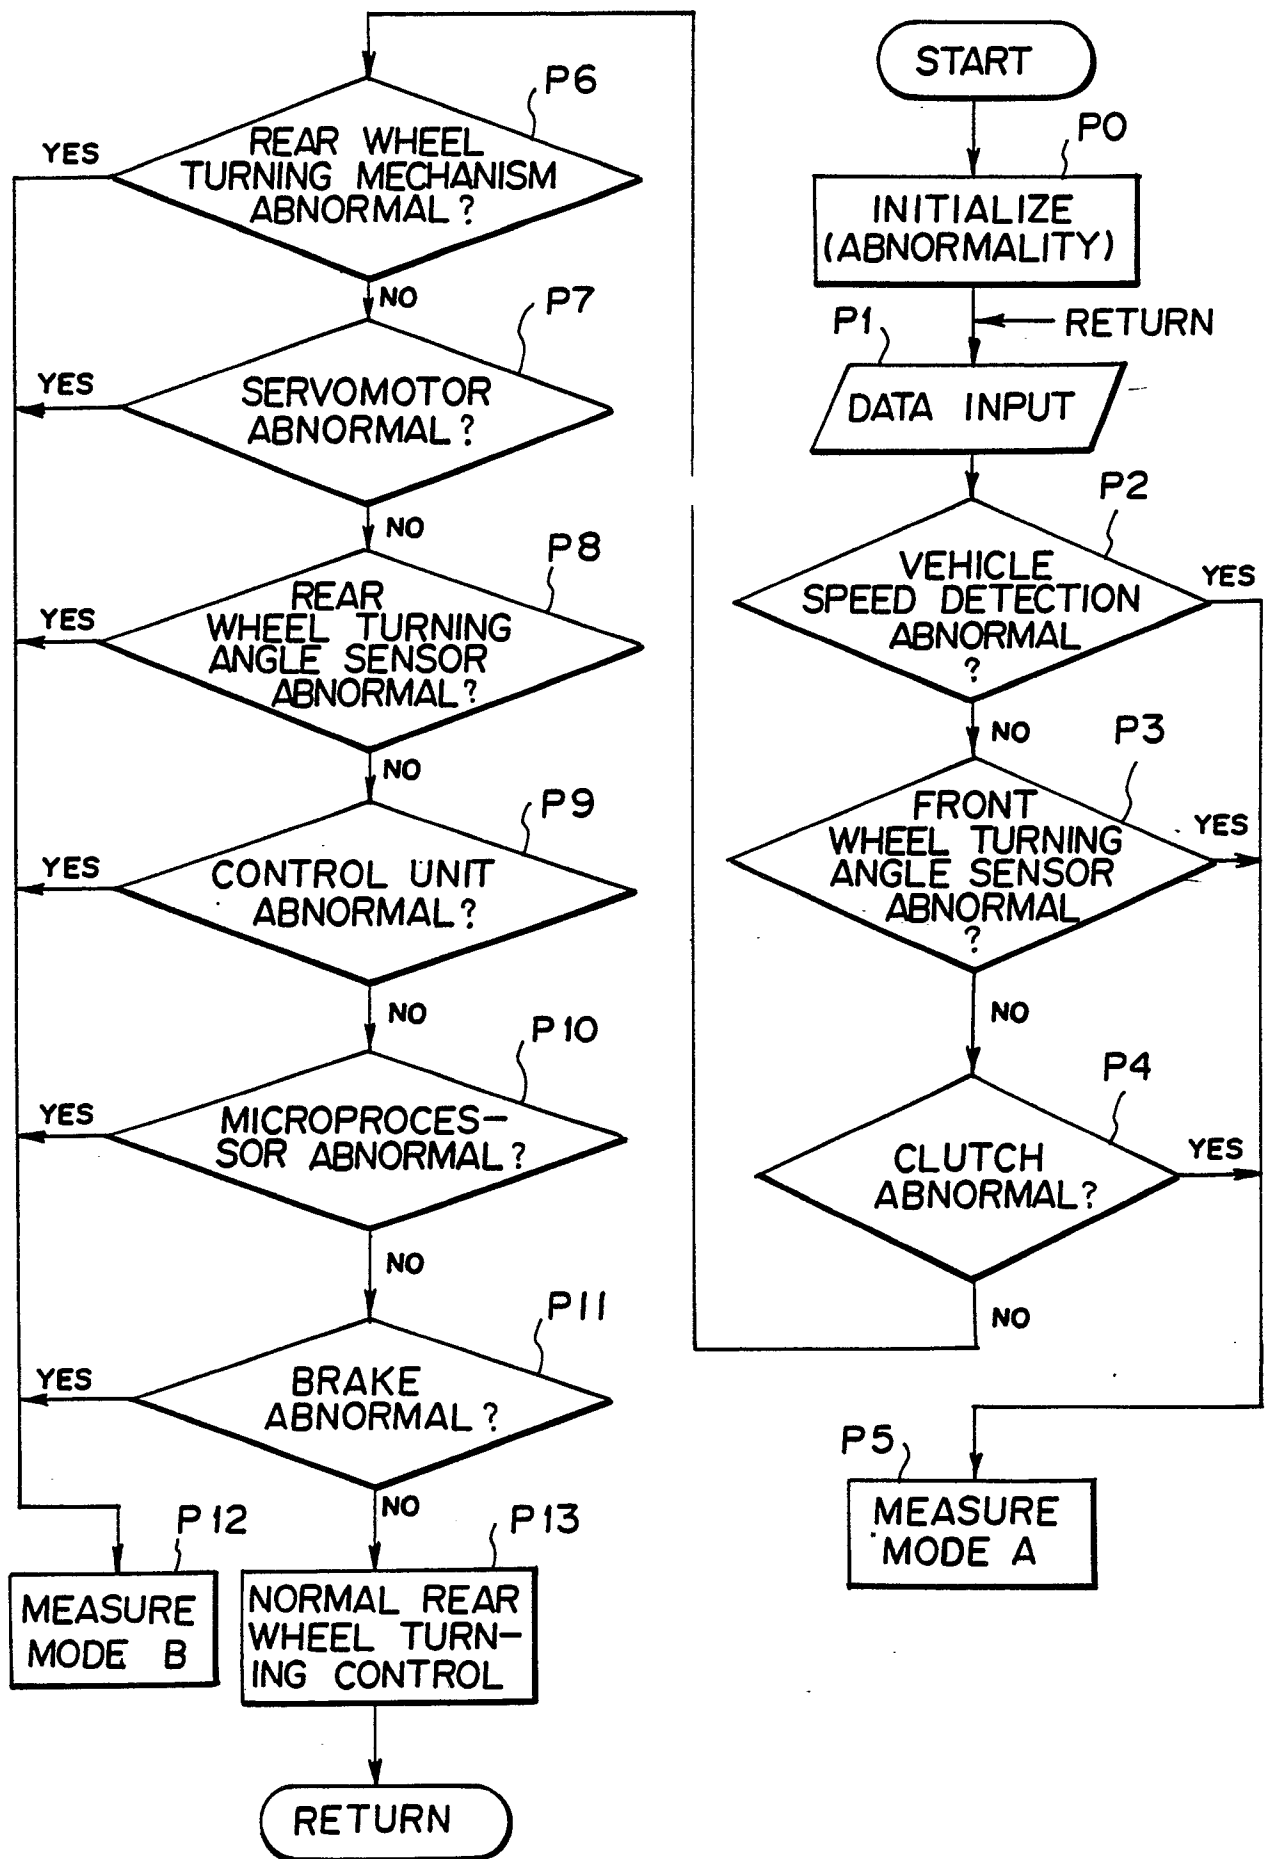 START
P0
INITIALIZE
(ABNORMALITY)
RETURN
P1
DATA INPUT
P2
VEHICLE
SPEED DETECTION
ABNORMAL
?
YES
NO
P3
FRONT
WHEEL TURNING
ANGLE SENSOR
ABNORMAL
?
YES
NO
P4
CLUTCH
ABNORMAL?
YES
NO
P5
MEASURE
MODE A
P6
REAR WHEEL
TURNING MECHANISM
ABNORMAL?
YES
NO
P7
SERVOMOTOR
ABNORMAL?
YES
NO
P8
REAR
WHEEL TURNING
ANGLE SENSOR
ABNORMAL?
YES
NO
P9
CONTROL UNIT
ABNORMAL?
YES
NO
P10
MICROPROCES-
SOR ABNORMAL?
YES
NO
P11
BRAKE
ABNORMAL?
YES
NO
P12
MEASURE
MODE B
P13
NORMAL REAR
WHEEL TURN-
ING CONTROL
RETURN